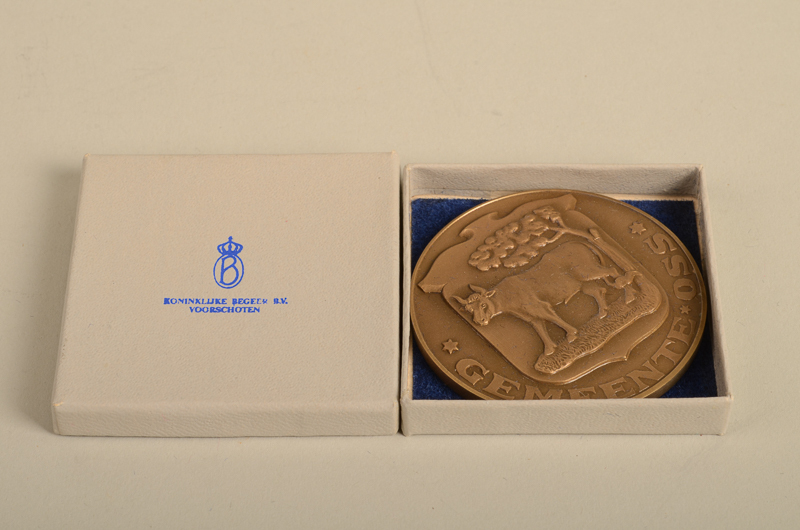 B
KONINKLIJKE BEGEER B.V.
VOORSCHOTEN
GEMEENTE OSS